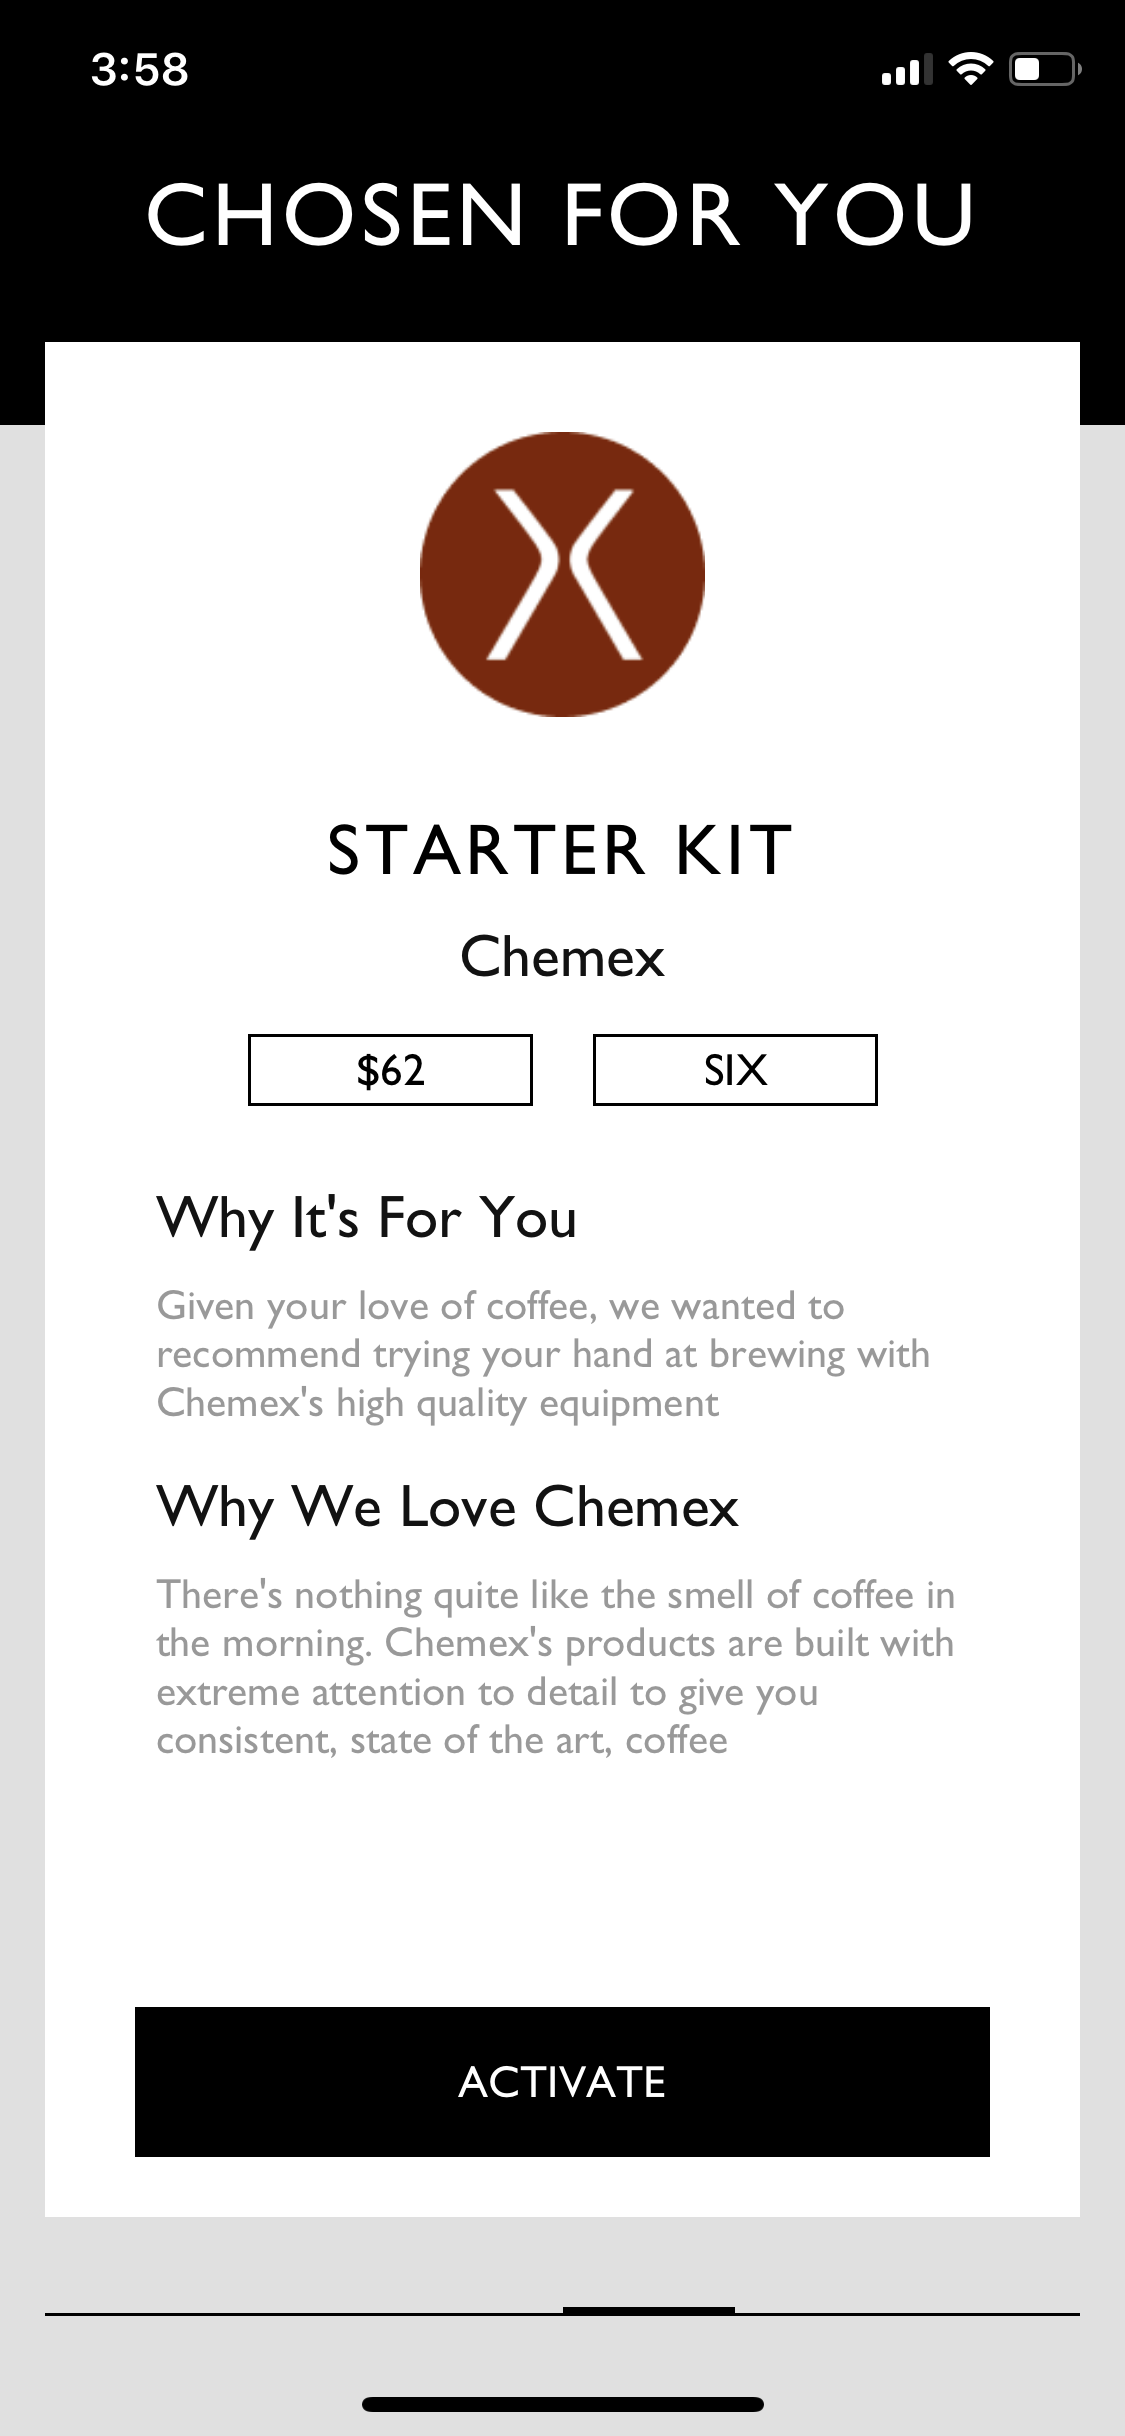 3:58
CHOSEN FOR YOU
STARTER KIT
Chemex
$62
SIX
Why It's For You
Given your love of coffee, we wanted to
recommend trying your hand at brewing with
Chemex's high quality equipment
Why We Love Chemex
There's nothing quite like the smell of coffee in
the morning. Chemex's products are built with
extreme attention to detail to give you
consistent, state of the art, coffee
ACTIVATE